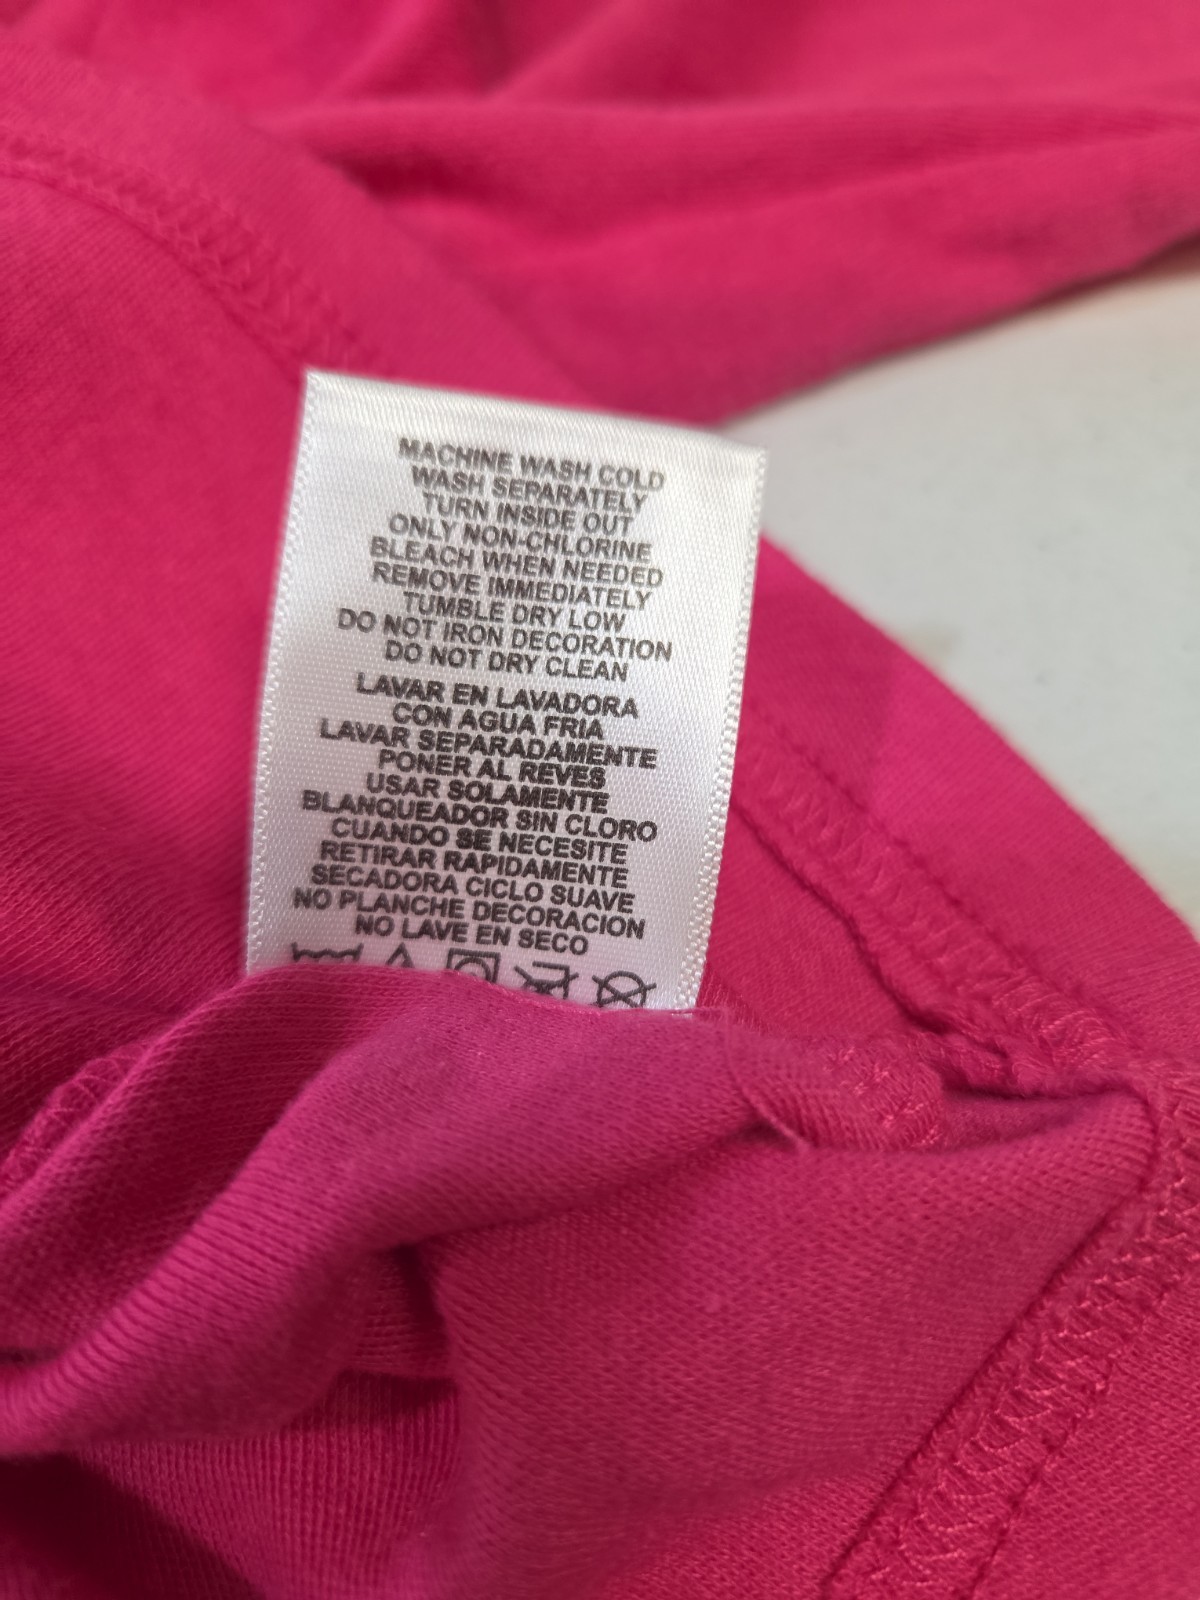 MACHINE WASH COLD
WASH SEPARATELY
TURN INSIDE OUT
ONLY NON-CHLORINE
BLEACH WHEN NEEDED
REMOVE IMMEDIATELY
TUMBLE DRY LOW
DO NOT IRON DECORATION
DO NOT DRY CLEAN
LAVAR EN LAVADORA
CON AGUA FRIA
LAVAR SEPARADAMENTE
PONER AL REVES
USAR SOLAMENTE
BLANQUEADOR SIN CLORO
CUANDO SE NECESITE
RETIRAR RAPIDAMENTE
SECADORA CICLO SUAVE
NO PLANCHE DECORACION
NO LAVE EN SECO